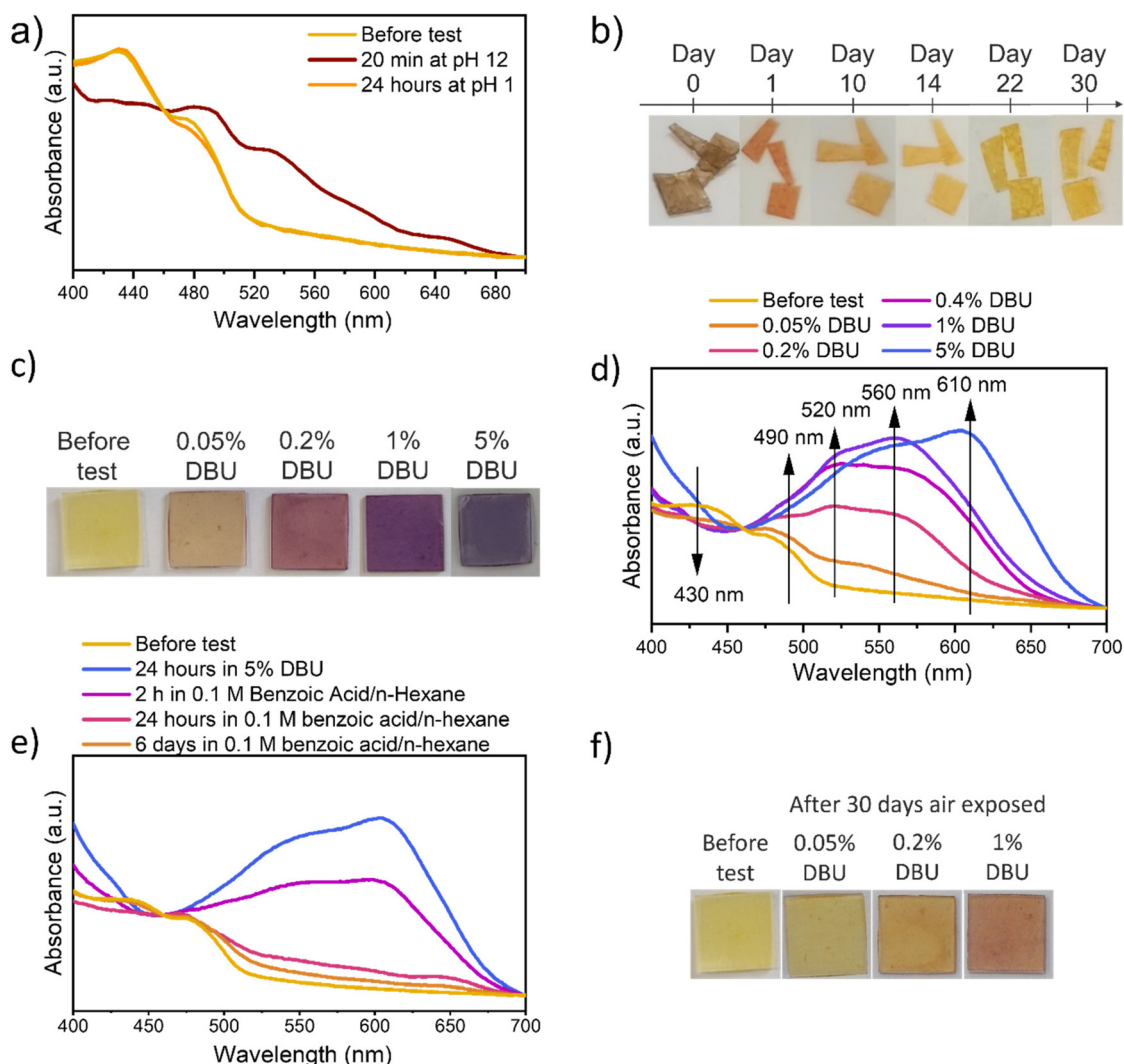 a)
Before test
20 min at pH 12
24 hours at pH 1
Absorbance (a.u.)
400 440 480 520 560 600 640 680
Wavelength (nm)
b)
Day Day Day Day Day Day
0 1 10 14 22 30
c)
Before 0.05% 0.2% 1% 5%
test DBU DBU DBU DBU
Before test 0.4% DBU
0.05% DBU 1% DBU
0.2% DBU 5% DBU
d)
610 nm
560 nm
520 nm
490 nm
430 nm
Absorbance (a.u.)
400 450 500 550 600 650 700
Wavelength (nm)
Before test
24 hours in 5% DBU
2 h in 0.1 M Benzoic Acid/n-Hexane
24 hours in 0.1 M benzoic acid/n-hexane
6 days in 0.1 M benzoic acid/n-hexane
e)
Absorbance (a.u.)
400 450 500 550 600 650 700
Wavelength (nm)
f)
After 30 days air exposed
Before 0.05% 0.2% 1%
test DBU DBU DBU